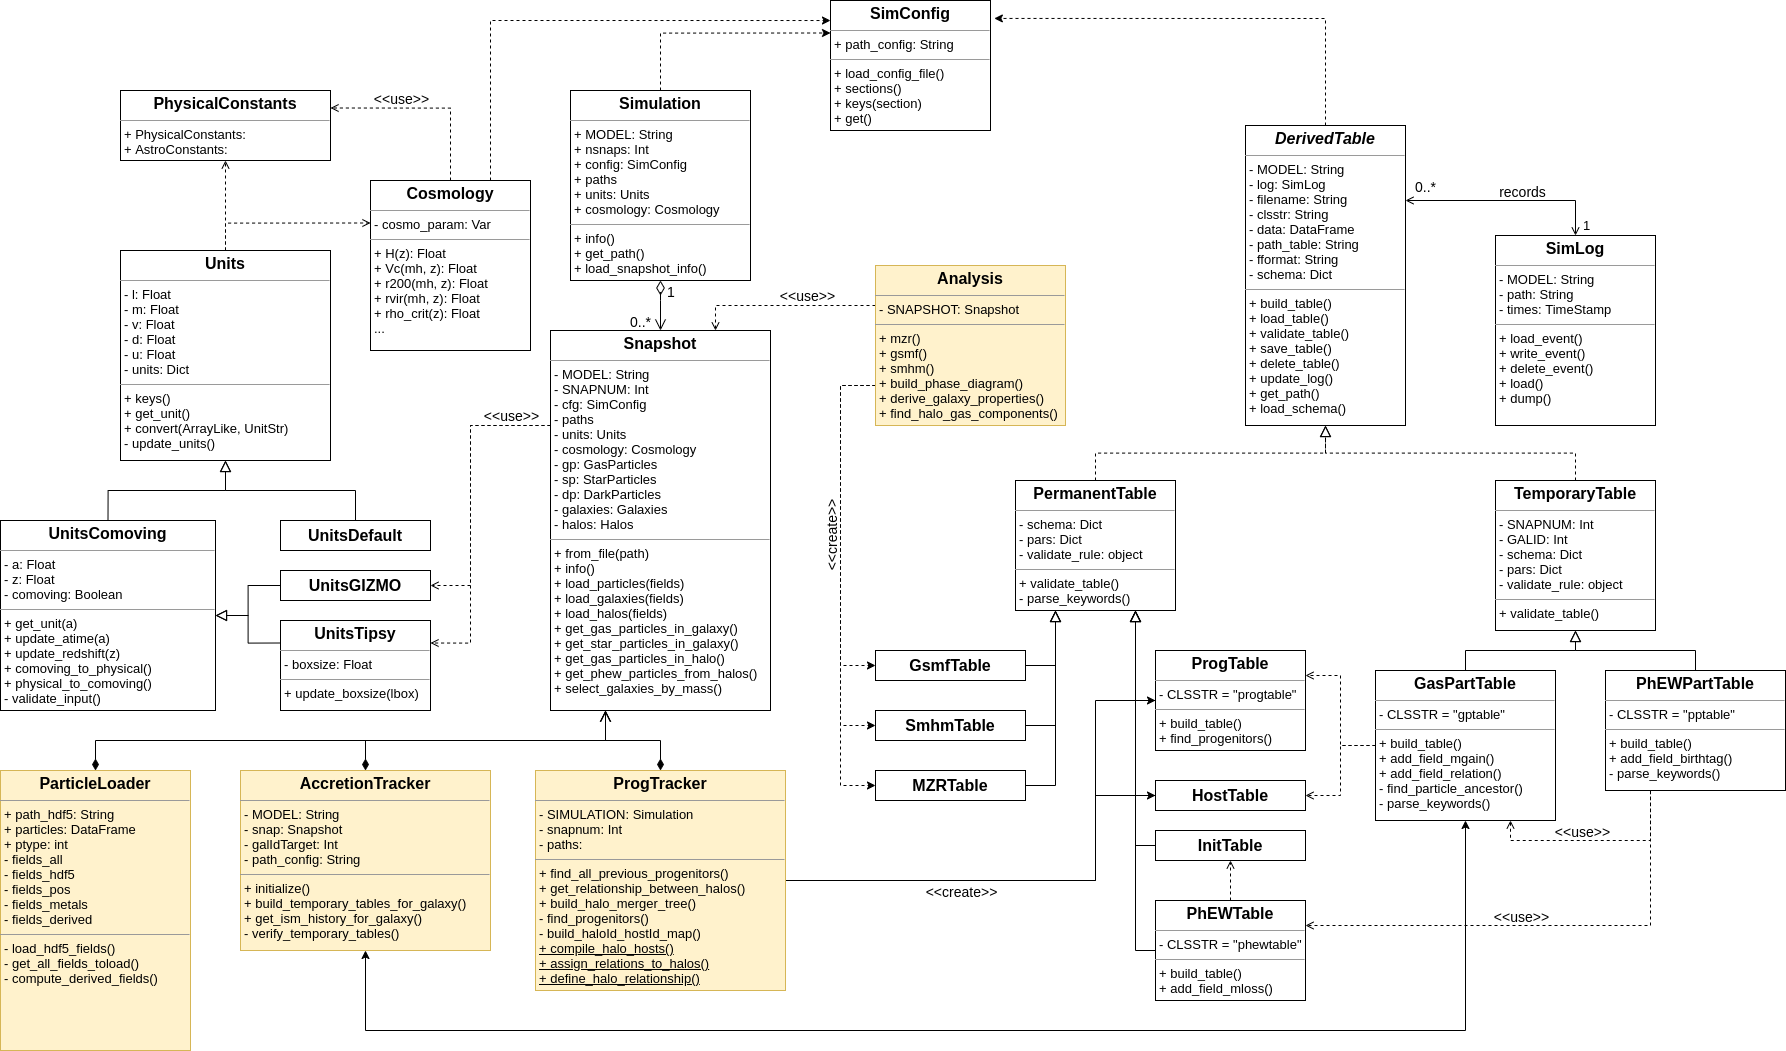 SimConfig
+ path_config: String
+ load_config_file()
+ sections()
+ keys(section)
+ get()
PhysicalConstants
+ PhysicalConstants:
+ AstroConstants:
<<use>>
Cosmology
- cosmo_param: Var
+ H(z): Float
+ Vc(mh, z): Float
+ r200(mh, z): Float
+ rvir(mh, z): Float
+ rho_crit(z): Float
...
Simulation
+ MODEL: String
+ nsnaps: Int
+ config: SimConfig
+ paths
+ units: Units
+ cosmology: Cosmology
+ info()
+ get_path()
+ load_snapshot_info()
1
0..*
DerivedTable
- MODEL: String
- log: SimLog
- filename: String
- clsstr: String
- data: DataFrame
- path_table: String
- fformat: String
- schema: Dict
+ build_table()
+ load_table()
+ validate_table()
+ save_table()
+ delete_table()
+ update_log()
+ get_path()
+ load_schema()
0..*
records
1
SimLog
- MODEL: String
- path: String
- times: TimeStamp
+ load_event()
+ write_event()
+ delete_event()
+ load()
+ dump()
Units
- l: Float
- m: Float
- v: Float
- d: Float
- u: Float
- units: Dict
+ keys()
+ get_unit()
+ convert(ArrayLike, UnitStr)
- update_units()
Analysis
- SNAPSHOT: Snapshot
+ mzr()
+ gsmf()
+ smhm()
+ build_phase_diagram()
+ derive_galaxy_properties()
+ find_halo_gas_components()
<<use>>
<<create>>
Snapshot
- MODEL: String
- SNAPNUM: Int
- cfg: SimConfig
- paths
- units: Units
- cosmology: Cosmology
- gp: GasParticles
- sp: StarParticles
- dp: DarkParticles
- galaxies: Galaxies
- halos: Halos
+ from_file(path)
+ info()
+ load_particles(fields)
+ load_galaxies(fields)
+ load_halos(fields)
+ get_gas_particles_in_galaxy()
+ get_star_particles_in_galaxy()
+ get_gas_particles_in_halo()
+ get_phew_particles_from_halos()
+ select_galaxies_by_mass()
<<use>>
UnitsComoving
- a: Float
- z: Float
- comoving: Boolean
+ get_unit(a)
+ update_atime(a)
+ update_redshift(z)
+ comoving_to_physical()
+ physical_to_comoving()
- validate_input()
UnitsDefault
UnitsGIZMO
UnitsTipsy
- boxsize: Float
+ update_boxsize(lbox)
PermanentTable
- schema: Dict
- pars: Dict
- validate_rule: object
+ validate_table()
- parse_keywords()
TemporaryTable
- SNAPNUM: Int
- GALID: Int
- schema: Dict
- pars: Dict
- validate_rule: object
+ validate_table()
GsmfTable
SmhmTable
MZRTable
ProgTable
- CLSSTR = "progtable"
+ build_table()
+ find_progenitors()
HostTable
InitTable
PhEWTable
- CLSSTR = "phewtable"
+ build_table()
+ add_field_mloss()
GasPartTable
- CLSSTR = "gptable"
+ build_table()
+ add_field_mgain()
+ add_field_relation()
- find_particle_ancestor()
- parse_keywords()
PhEWPartTable
- CLSSTR = "pptable"
+ build_table()
+ add_field_birthtag()
- parse_keywords()
<<use>>
<<use>>
ParticleLoader
+ path_hdf5: String
+ particles: DataFrame
+ ptype: int
- fields_all
- fields_hdf5
- fields_pos
- fields_metals
- fields_derived
- load_hdf5_fields()
- get_all_fields_toload()
- compute_derived_fields()
AccretionTracker
- MODEL: String
- snap: Snapshot
- galIdTarget: Int
- path_config: String
+ initialize()
+ build_temporary_tables_for_galaxy()
+ get_ism_history_for_galaxy()
- verify_temporary_tables()
ProgTracker
- SIMULATION: Simulation
- snapnum: Int
- paths:
+ find_all_previous_progenitors()
+ get_relationship_between_halos()
+ build_halo_merger_tree()
- find_progenitors()
- build_haloId_hostId_map()
+ compile_halo_hosts()
+ assign_relations_to_halos()
+ define_halo_relationship()
<<create>>